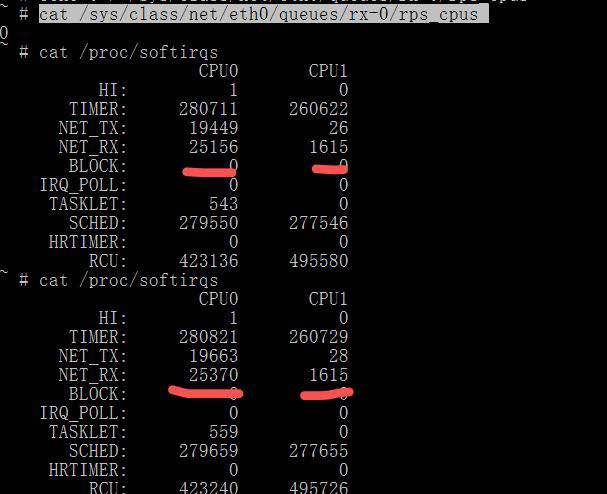 ~ # cat /sys/class/net/eth0/queues/rx-0/rps_cpus
0
~ # cat /proc/softirqs
CPU0 CPU1
HI: 1 0
TIMER: 280711 260622
NET_TX: 19449 26
NET_RX: 25156 1615
BLOCK: 0 0
IRQ_POLL: 0 0
TASKLET: 543 0
SCHED: 279550 277546
HRTIMER: 0 0
RCU: 423136 495580
~ # cat /proc/softirqs
CPU0 CPU1
HI: 1 0
TIMER: 280821 260729
NET_TX: 19663 28
NET_RX: 25370 1615
BLOCK: 0 0
IRQ_POLL: 0 0
TASKLET: 559 0
SCHED: 279659 277655
HRTIMER: 0 0
RCU: 423240 495726